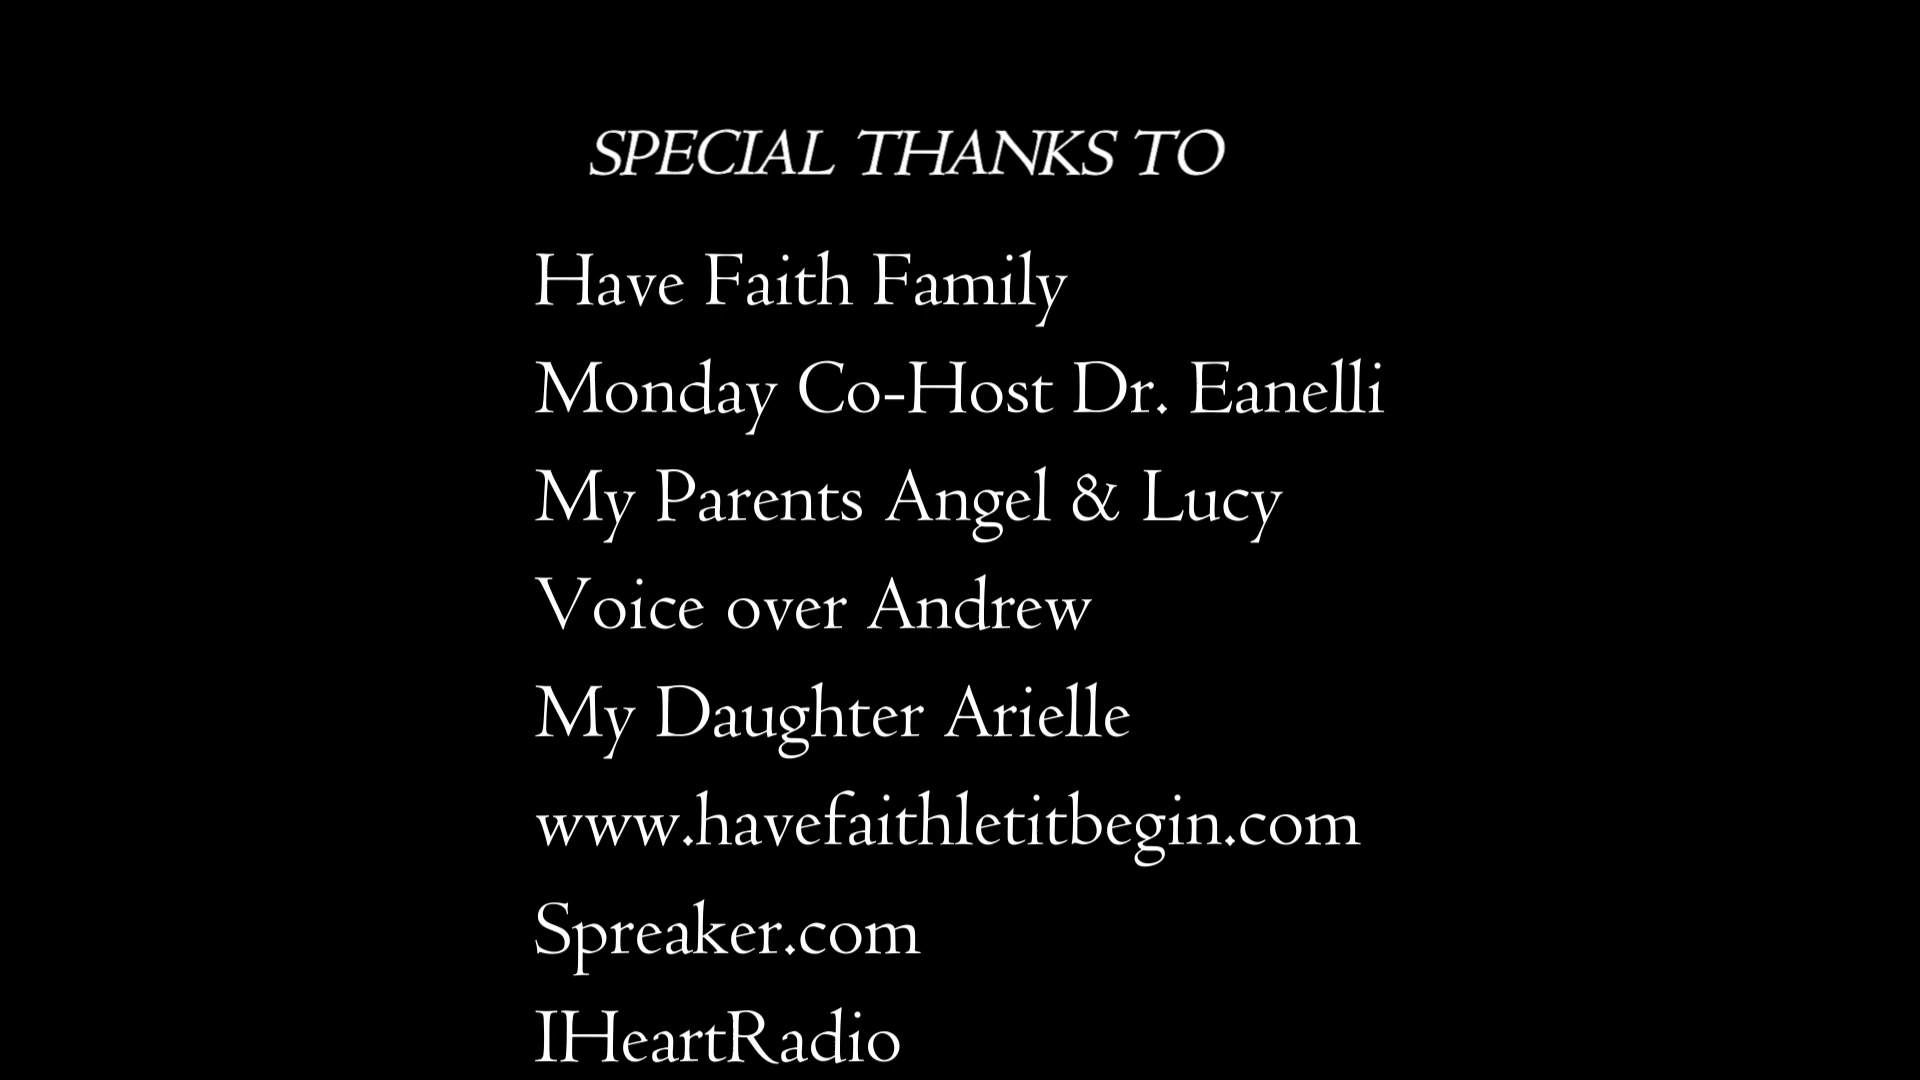 SPECIAL THANKS TO
Have Faith Family
Monday Co-Host Dr. Eanelli
My Parents Angel & Lucy
Voice over Andrew
My Daughter Arielle
www.havefaithletitbegin.com
Spreaker.com
IHeartRadio